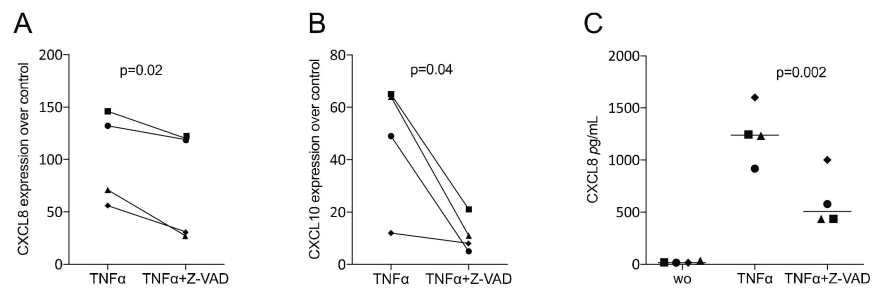 A
CXCL8 expression over control
200
150
100
50
0
p=0.02
TNFα
TNFα+Z-VAD
B
CXCL10 expression over control
80
60
40
20
0
p=0.04
TNFα
TNFα+Z-VAD
C
CXCL8 pg/mL
2000
1500
1000
500
0
p=0.002
wo
TNFα
TNFα+Z-VAD